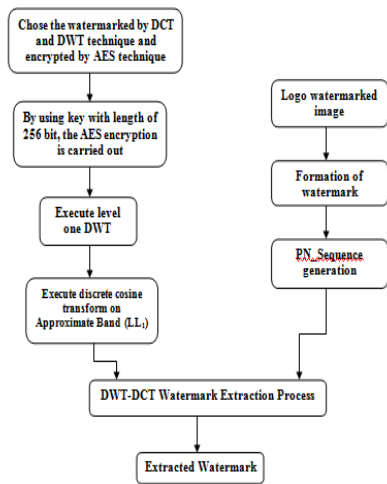 Chose the watermarked by DCT
and DWT technique and
encrypted by AES technique
By using key with length of
256 bit, the AES encryption
is carried out
Execute level
one DWT
Execute discrete cosine
transform on
Approximate Band (LL₁)
Logo watermarked
image
Formation of
watermark
PN_Sequence
generation
DWT-DCT Watermark Extraction Process
Extracted Watermark